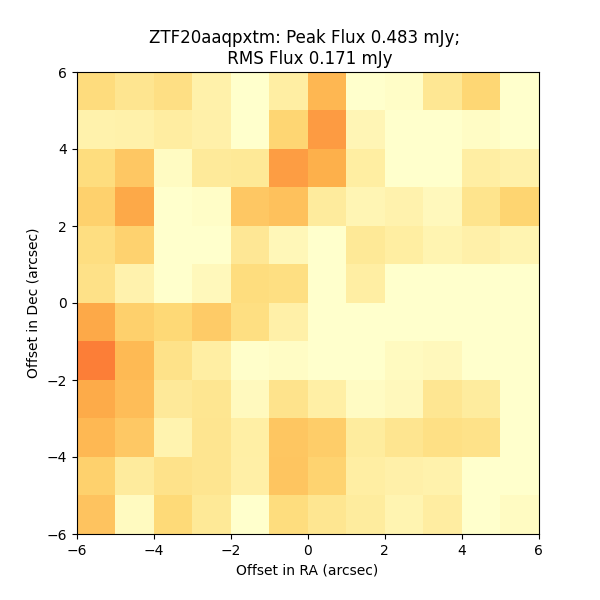 ZTF20aaqpxtm: Peak Flux 0.483 mJy;
RMS Flux 0.171 mJy
6
4
2
0
−2
−4
−6
Offset in Dec (arcsec)
−6 −4 −2 0 2 4 6
Offset in RA (arcsec)